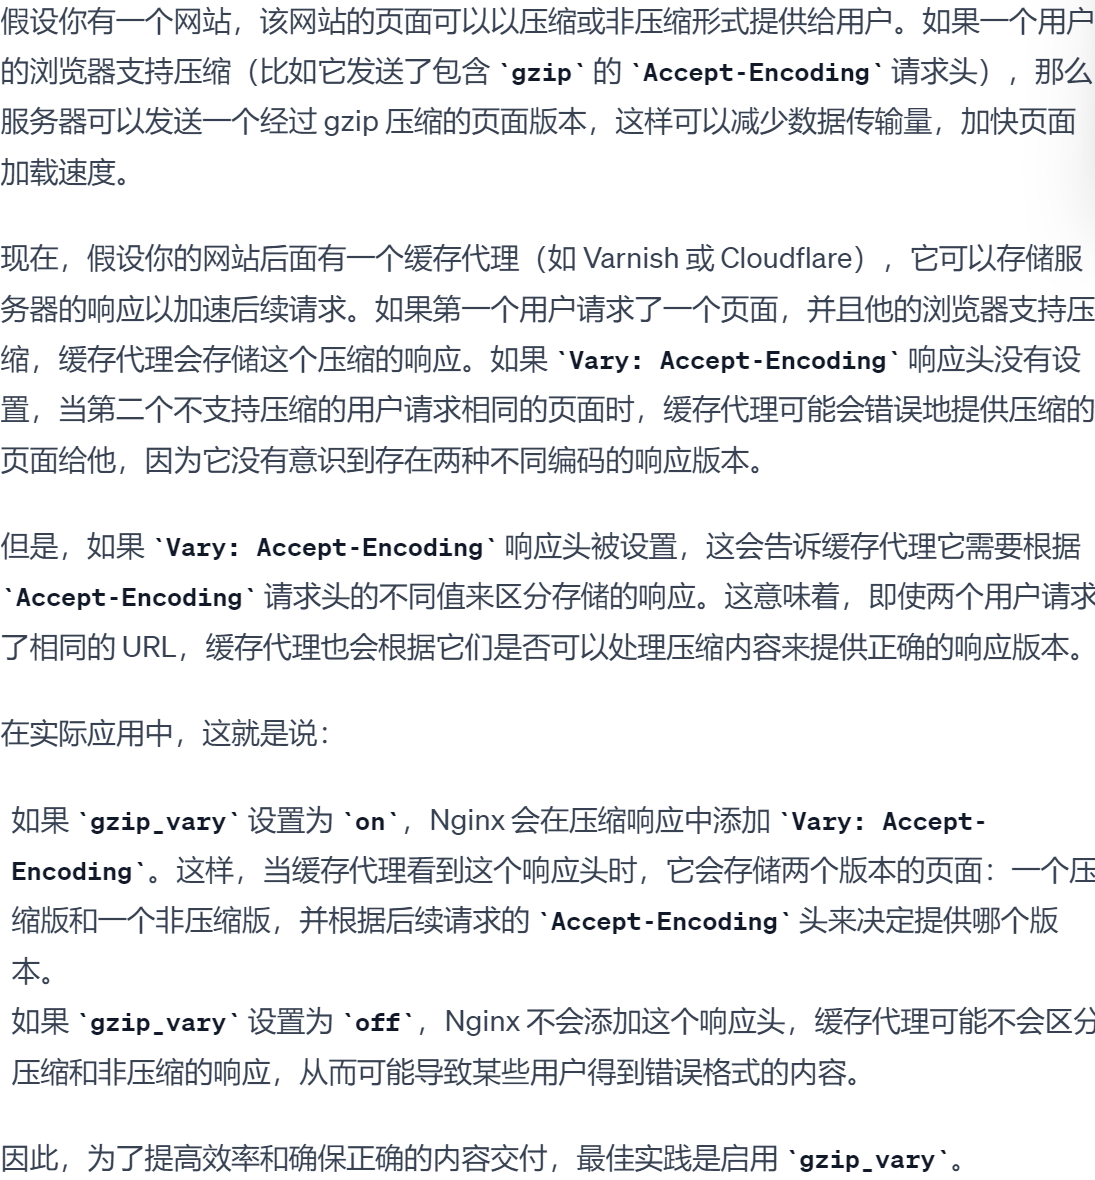 假设你有一个网站，该网站的页面可以以压缩或非压缩形式提供给用户。如果一个用户
的浏览器支持压缩（比如它发送了包含 `gzip` 的 `Accept-Encoding` 请求头），那么
服务器可以发送一个经过 gzip 压缩的页面版本，这样可以减少数据传输量，加快页面
加载速度。
现在，假设你的网站后面有一个缓存代理（如 Varnish 或 Cloudflare），它可以存储服
务器的响应以加速后续请求。如果第一个用户请求了一个页面，并且他的浏览器支持压
缩，缓存代理会存储这个压缩的响应。如果 `Vary: Accept-Encoding` 响应头没有设
置，当第二个不支持压缩的用户请求相同的页面时，缓存代理可能会错误地提供压缩的
页面给他，因为它没有意识到存在两种不同编码的响应版本。
但是，如果 `Vary: Accept-Encoding` 响应头被设置，这会告诉缓存代理它需要根据
`Accept-Encoding` 请求头的不同值来区分存储的响应。这意味着，即使两个用户请求
了相同的 URL，缓存代理也会根据它们是否可以处理压缩内容来提供正确的响应版本。
在实际应用中，这就是说：
如果 `gzip_vary` 设置为 `on`，Nginx 会在压缩响应中添加 `Vary: Accept-
Encoding`。这样，当缓存代理看到这个响应头时，它会存储两个版本的页面：一个压
缩版和一个非压缩版，并根据后续请求的 `Accept-Encoding` 头来决定提供哪个版
本。
如果 `gzip_vary` 设置为 `off`，Nginx 不会添加这个响应头，缓存代理可能不会区分
压缩和非压缩的响应，从而可能导致某些用户得到错误格式的内容。
因此，为了提高效率和确保正确的内容交付，最佳实践是启用 `gzip_vary`。